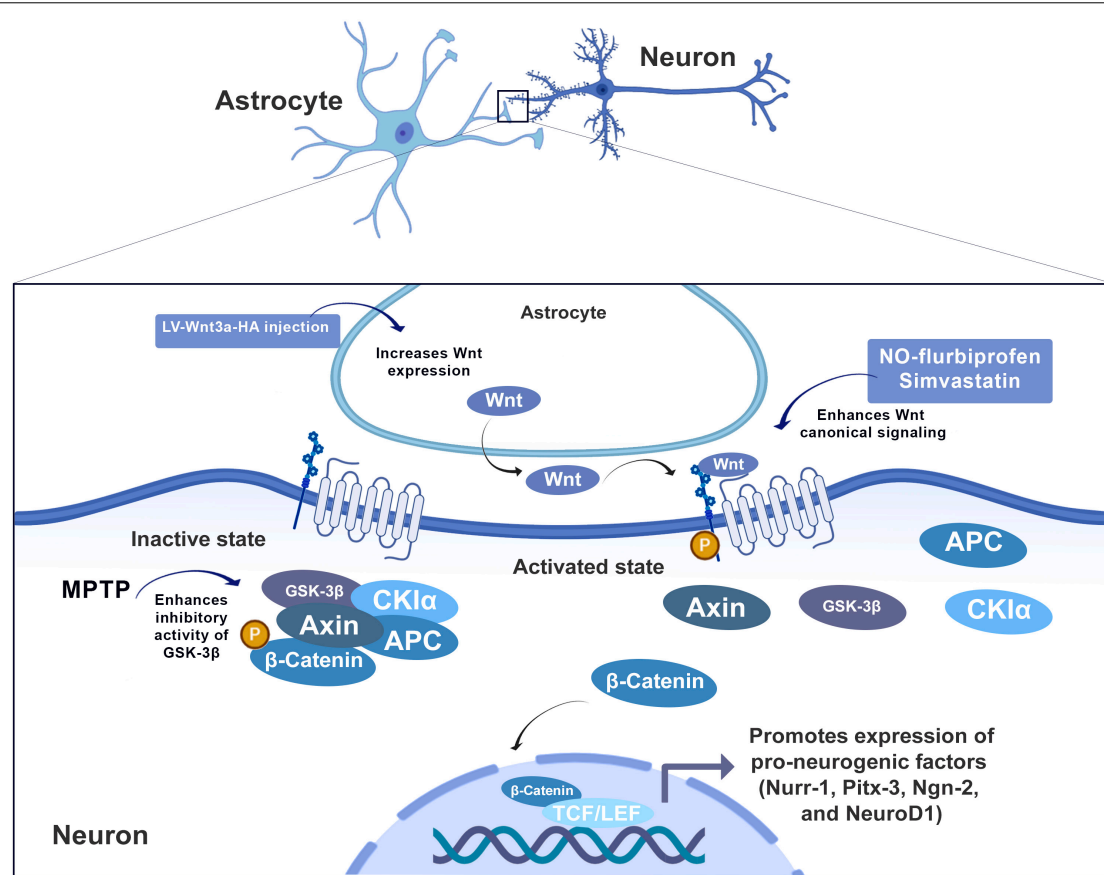 Astrocyte
Neuron
Astrocyte
LV-Wnt3a-HA injection
Increases Wnt
expression
Wnt
Wnt
NO-flurbiprofen
Simvastatin
Enhances Wnt
canonical signaling
Wnt
P
Inactive state
Activated state
MPTP
Enhances
inhibitory
activity of
GSK-3β
GSK-3β
CKIα
Axin
APC
P
β-Catenin
APC
Axin
GSK-3β
CKIα
β-Catenin
Promotes expression of
pro-neurogenic factors
(Nurr-1, Pitx-3, Ngn-2,
and NeuroD1)
β-Catenin
TCF/LEF
Neuron